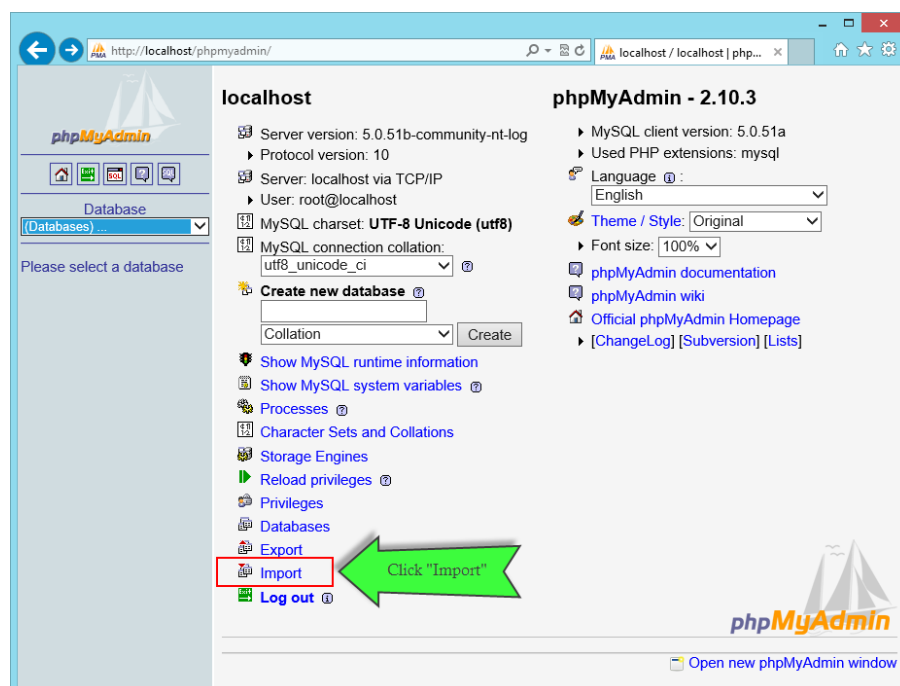 http://localhost/phpmyadmin/
localhost / localhost | php...
phpMyAdmin
SQL
Database
(Databases) ...
Please select a database
localhost
Server version: 5.0.51b-community-nt-log
Protocol version: 10
Server: localhost via TCP/IP
User: root@localhost
MySQL charset: UTF-8 Unicode (utf8)
MySQL connection collation:
utf8_unicode_ci
Create new database
Collation
Create
Show MySQL runtime information
Show MySQL system variables
Processes
Character Sets and Collations
Storage Engines
Reload privileges
Privileges
Databases
Export
Import
Click "Import"
Log out
phpMyAdmin - 2.10.3
MySQL client version: 5.0.51a
Used PHP extensions: mysql
Language :
English
Theme / Style: Original
Font size: 100%
phpMyAdmin documentation
phpMyAdmin wiki
Official phpMyAdmin Homepage
[ChangeLog] [Subversion] [Lists]
phpMyAdmin
Open new phpMyAdmin window